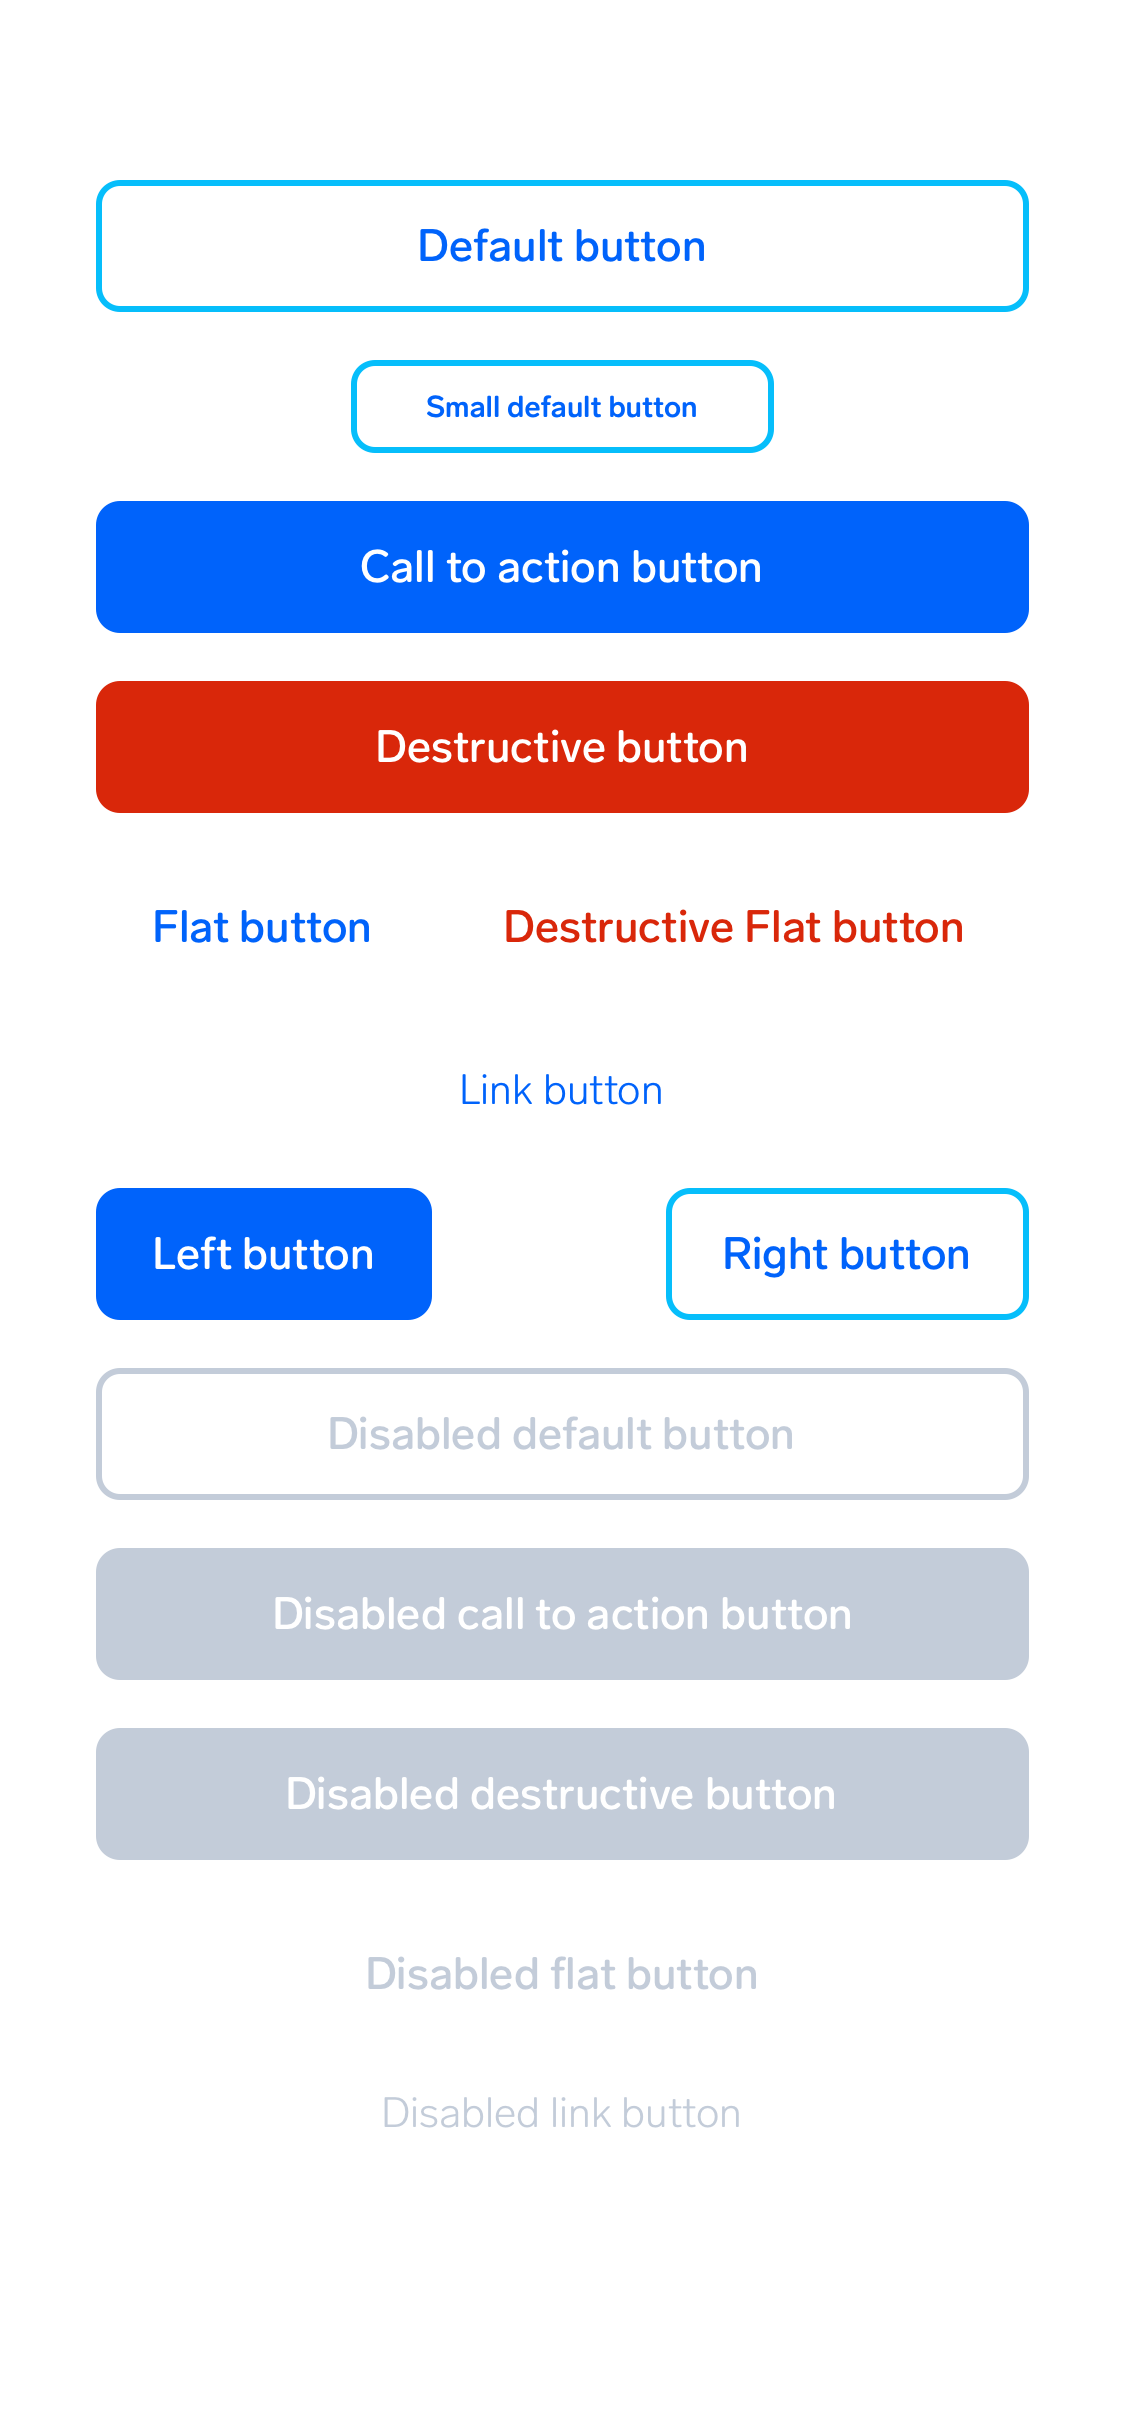 Default button
Small default button
Call to action button
Destructive button
Flat button
Destructive Flat button
Link button
Left button
Right button
Disabled default button
Disabled call to action button
Disabled destructive button
Disabled flat button
Disabled link button